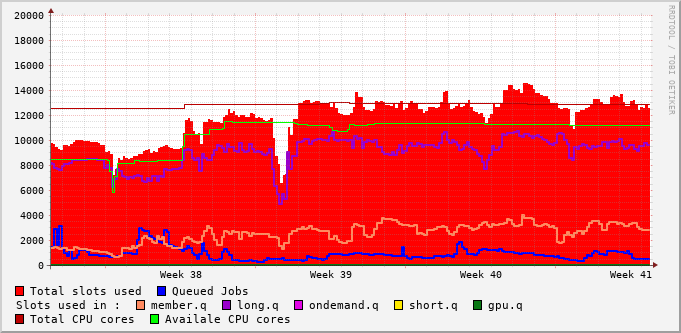 RRDTOOL / TOBI OETIKER
20000
18000
16000
14000
12000
10000
8000
6000
4000
2000
0
Week 38 Week 39 Week 40 Week 41
Total slots used Queued Jobs
Slots used in : member.q long.q ondemand.q short.q gpu.q
Total CPU cores Availale CPU cores